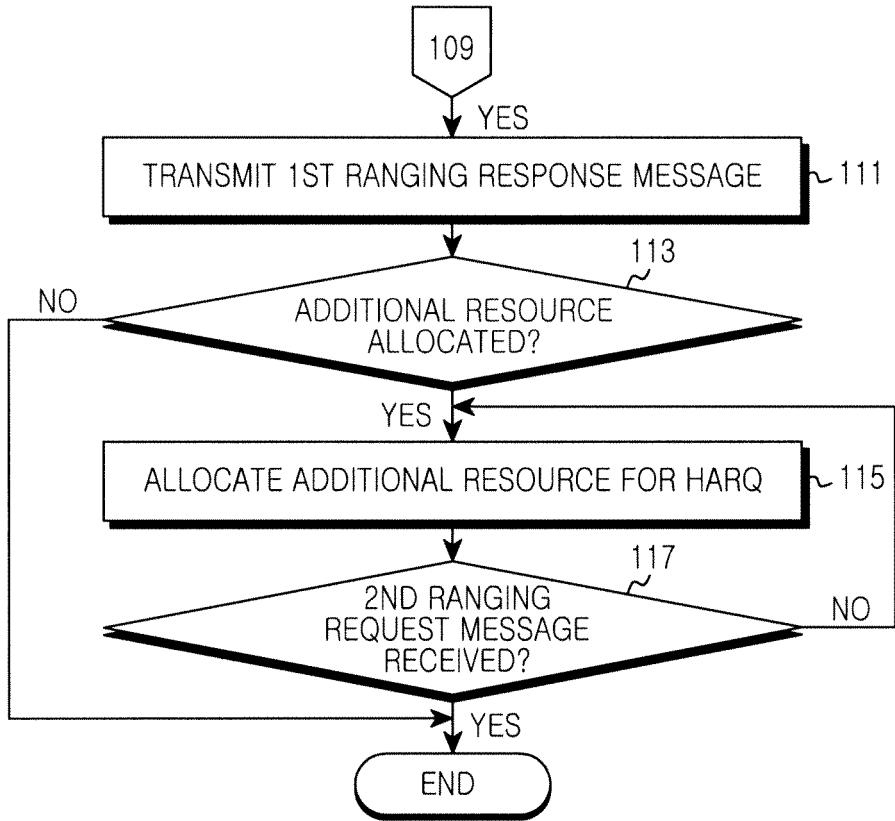 109
YES
TRANSMIT 1ST RANGING RESPONSE MESSAGE
111
113
NO
ADDITIONAL RESOURCE
ALLOCATED?
YES
ALLOCATE ADDITIONAL RESOURCE FOR HARQ
115
117
2ND RANGING
REQUEST MESSAGE
RECEIVED?
NO
YES
END